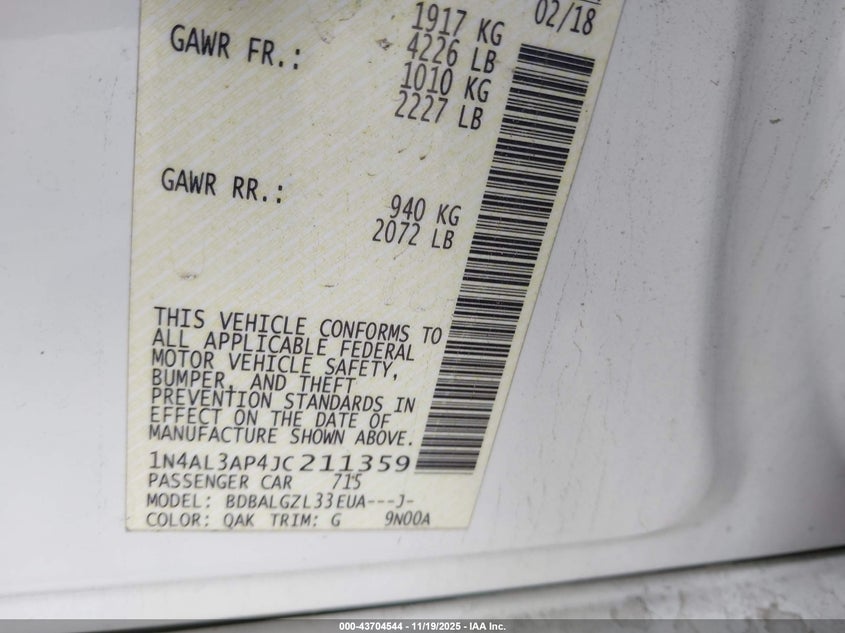 02/18
1917 KG
4226 LB
GAWR FR.: 1010 KG
2227 LB
GAWR RR.: 940 KG
2072 LB
THIS VEHICLE CONFORMS TO
ALL APPLICABLE FEDERAL
MOTOR VEHICLE SAFETY,
BUMPER, AND THEFT
PREVENTION STANDARDS IN
EFFECT ON THE DATE OF
MANUFACTURE SHOWN ABOVE.
1N4AL3AP4JC211359
PASSENGER CAR 715
MODEL: BDBALGZL33EUA---J-
COLOR: QAK TRIM: G 9N00A
000-43704544 - 11/19/2025 - IAA Inc.